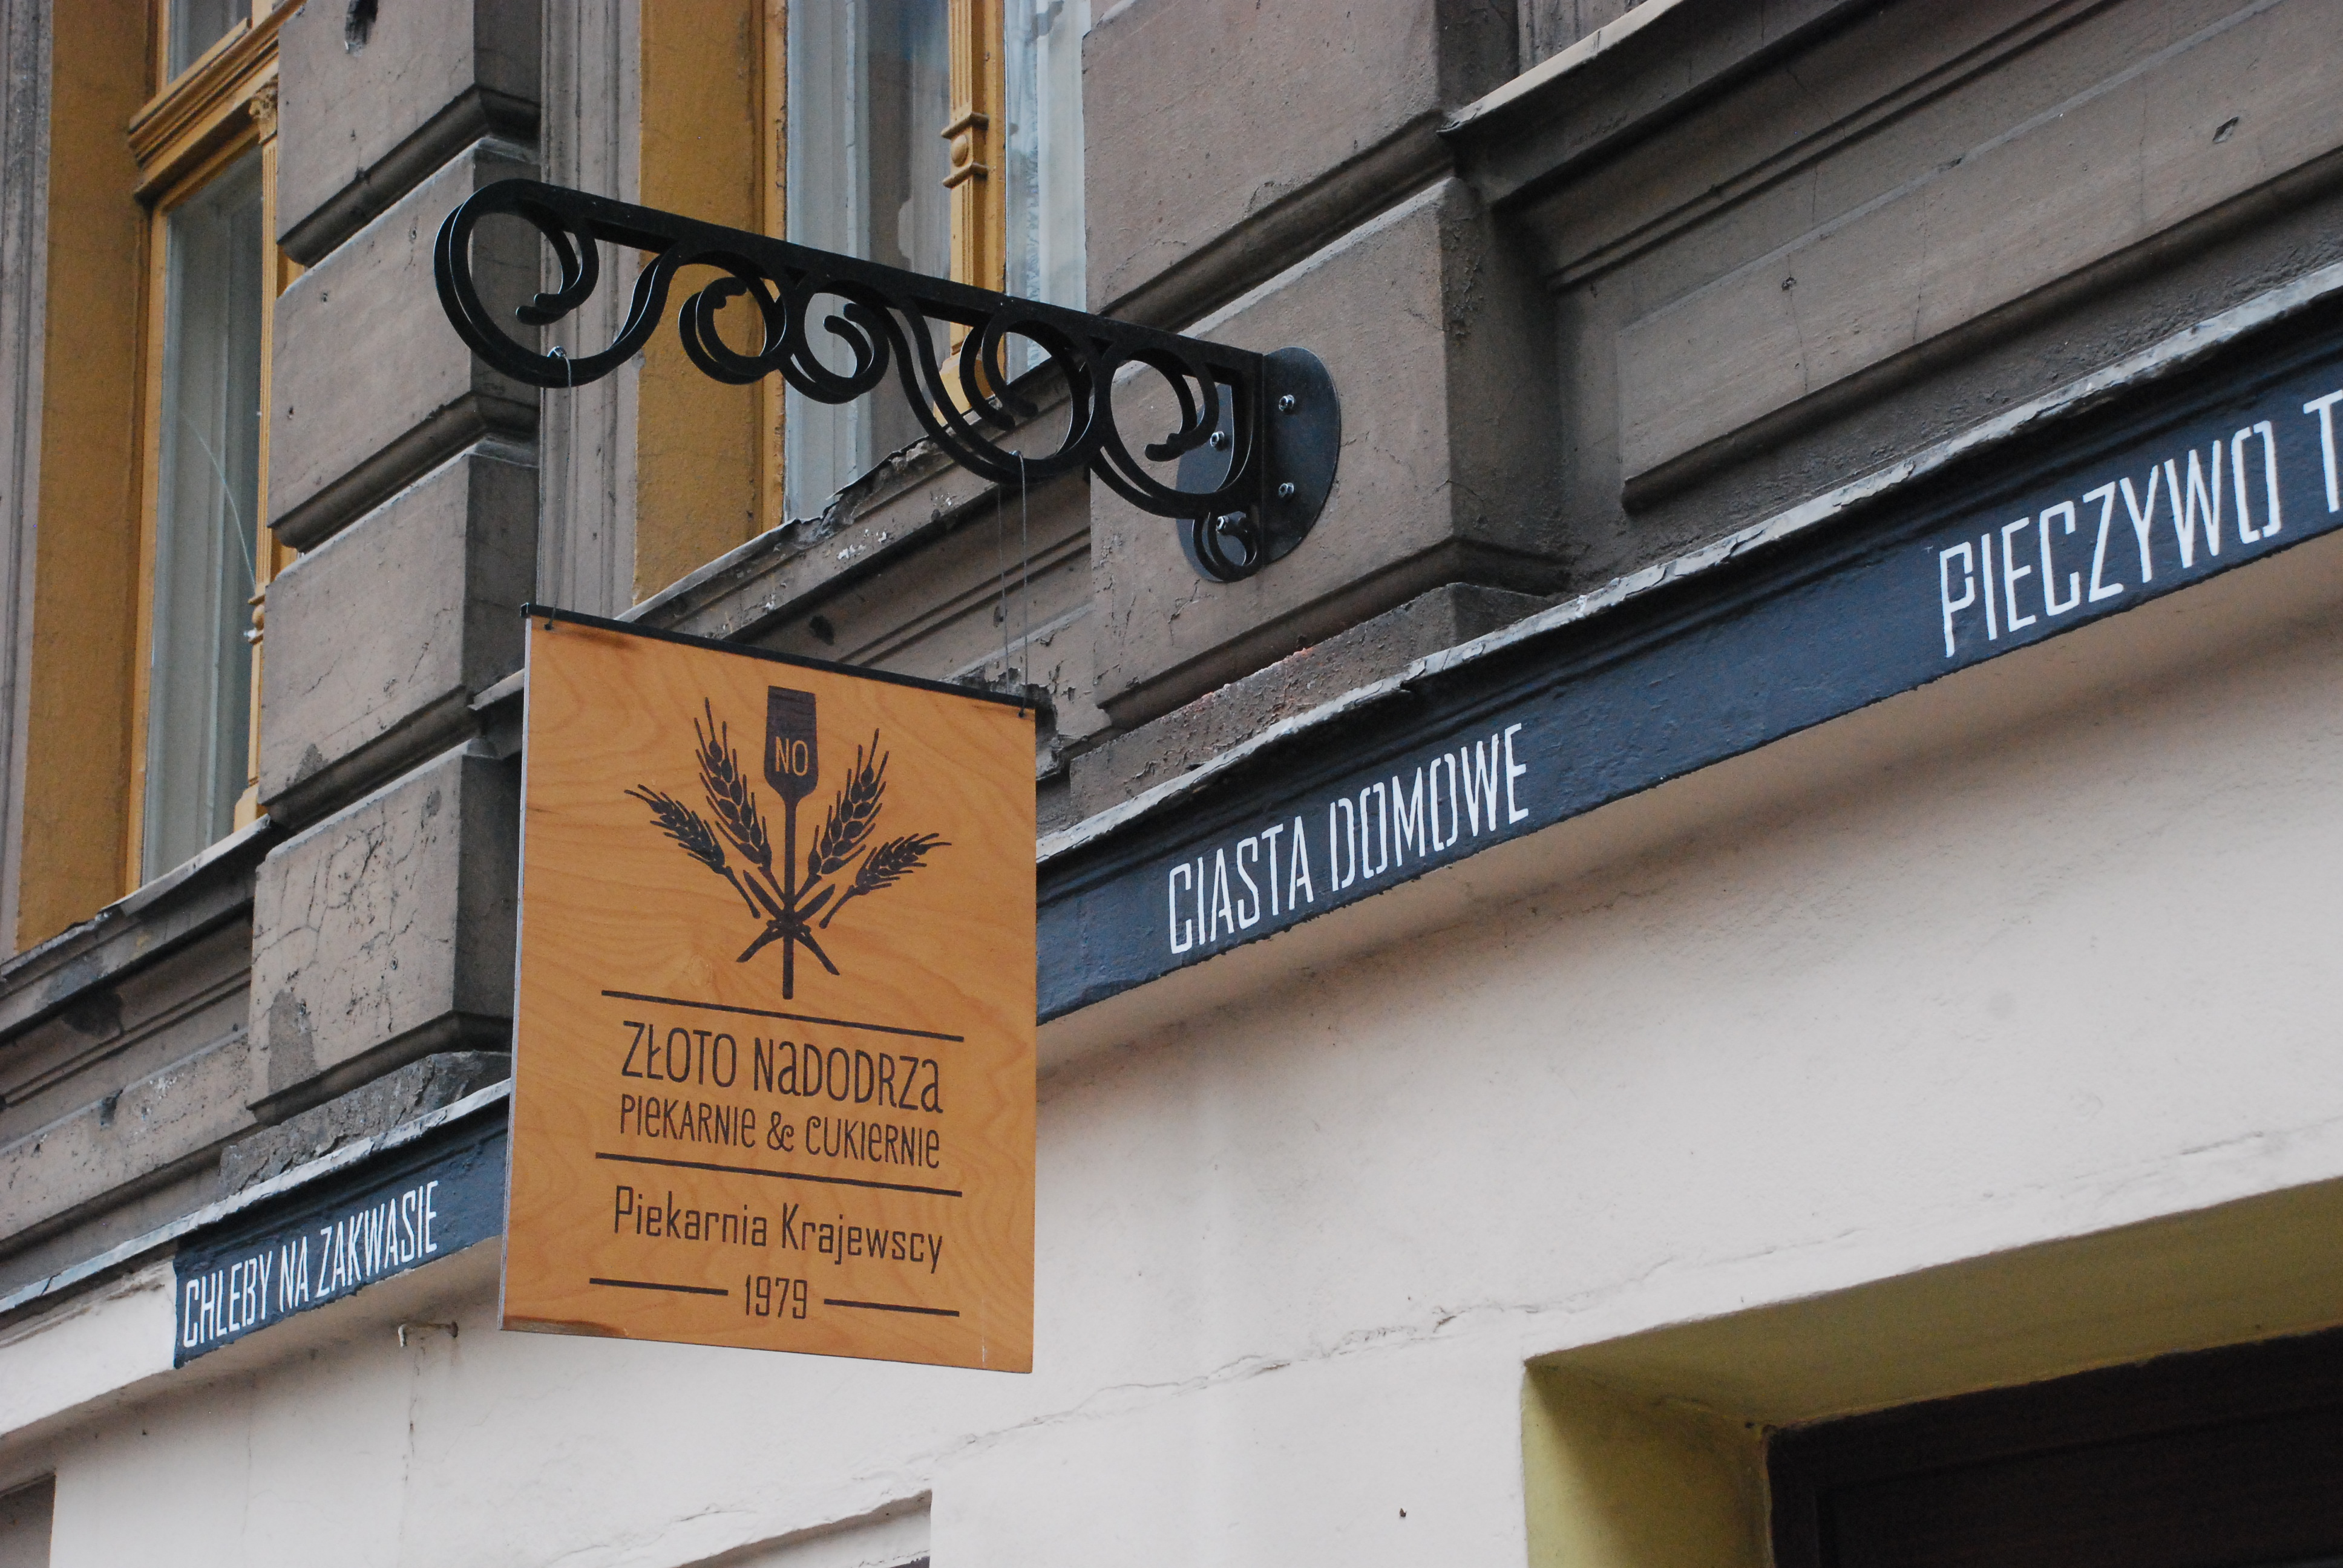 NO
ZŁOTO NaDODRZa
PIeKARNIE & CUKIeRNIE
Piekarnia Krajewscy
1979
CHLEBY NA ZAKWASIE
CIASTA DOMOWE
PIECZYWO T